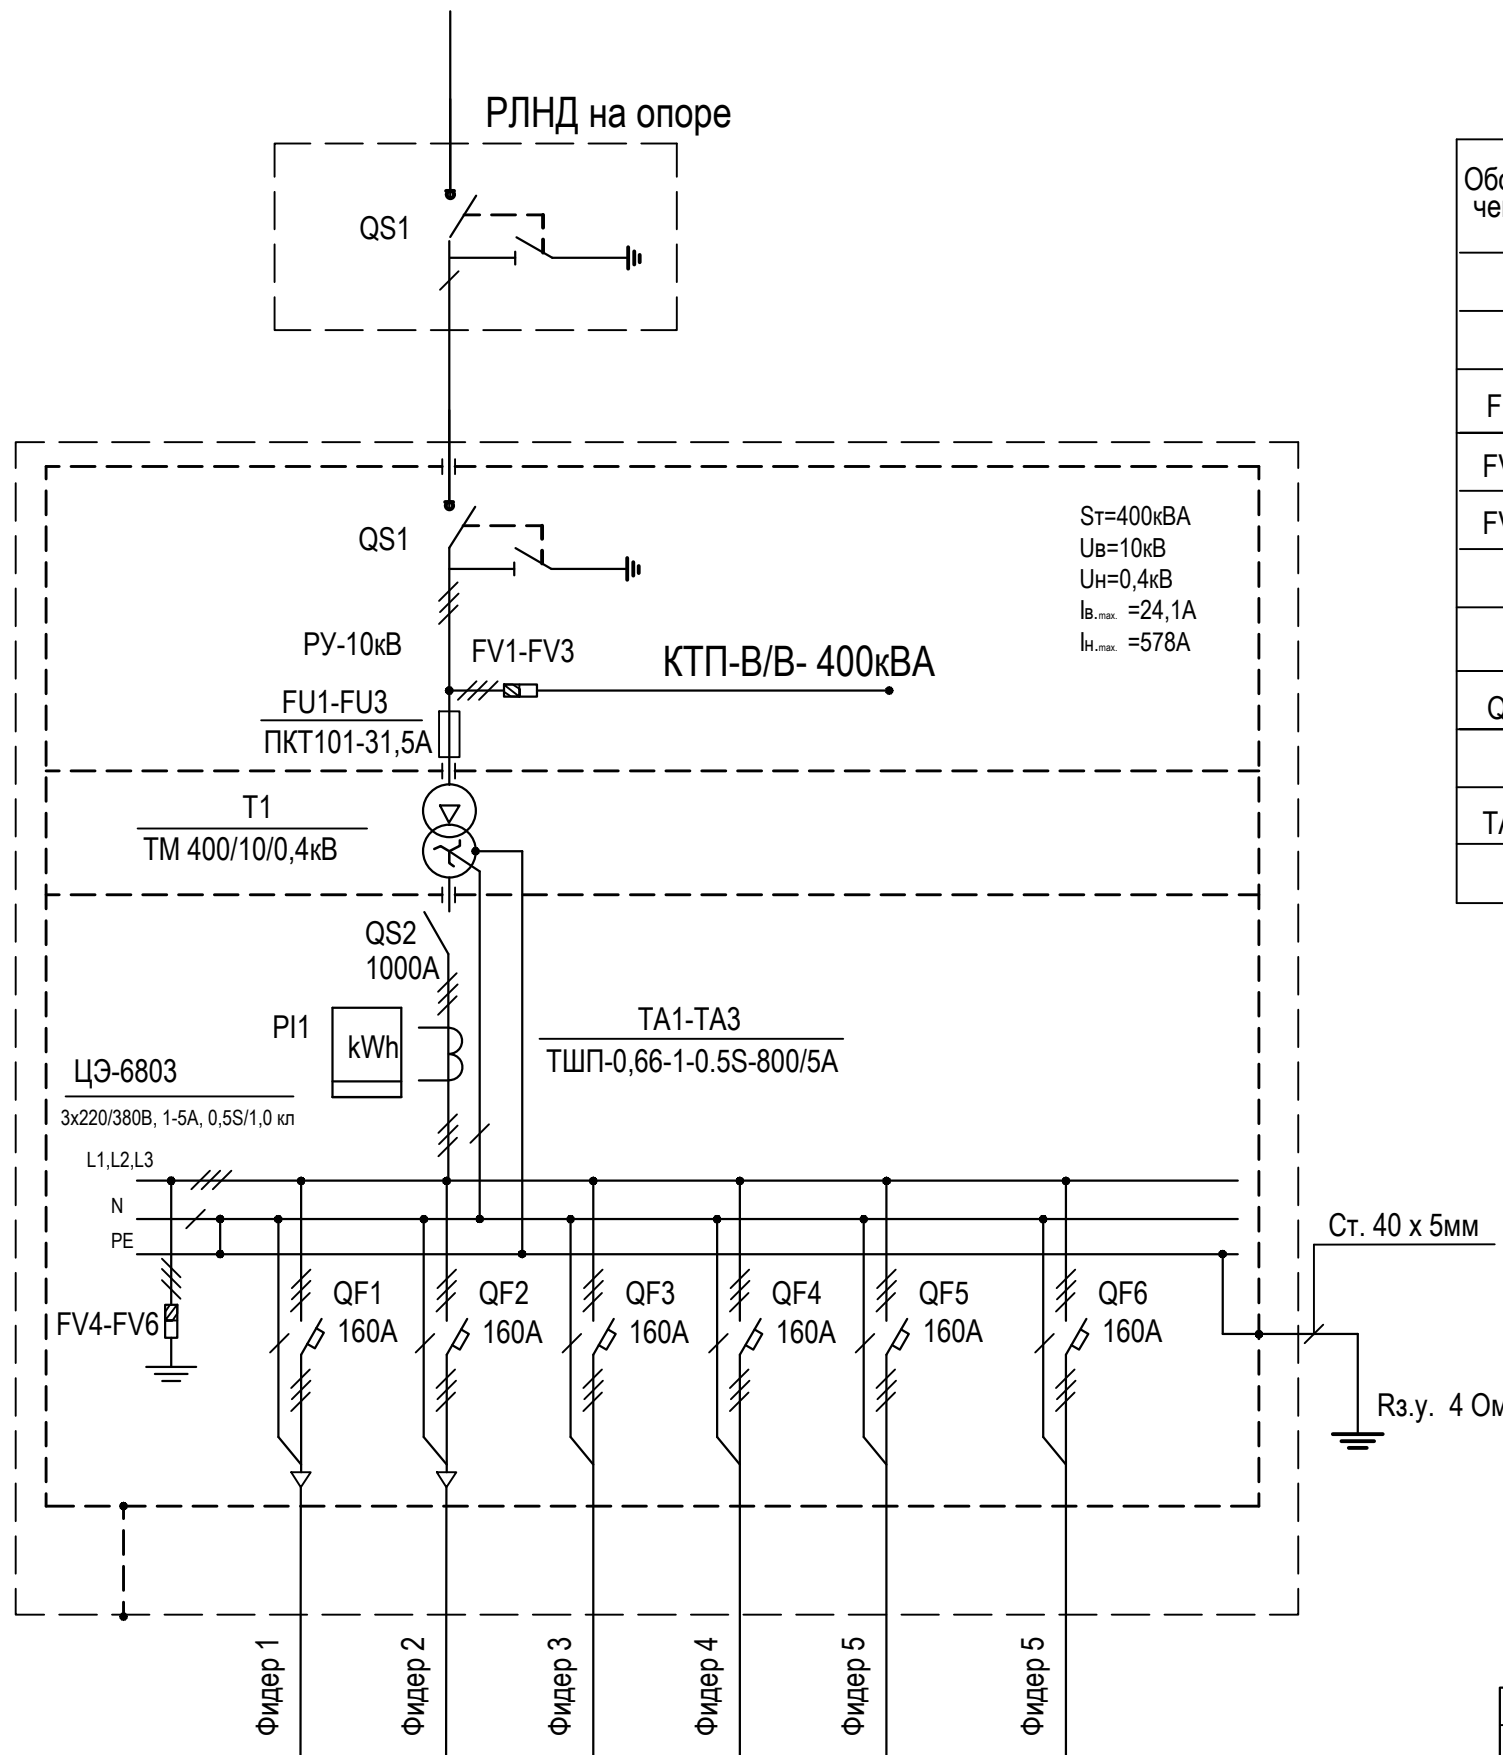 РЛНД на опоре
QS1
QS1
Sт=400кВА
Uв=10кВ
Uн=0,4кВ
Iв.max. =24,1А
Iн.max. =578А
РУ-10кВ
FV1-FV3
КТП-В/В- 400кВА
FU1-FU3
ПКТ101-31,5А
Т1
ТМ 400/10/0,4кВ
QS2
1000А
PI1
kWh
ТА1-ТА3
ТШП-0,66-1-0.5S-800/5А
ЦЭ-6803
3х220/380В, 1-5А, 0,5S/1,0 кл
L1,L2,L3
N
PE
Ст. 40 х 5мм
FV4-FV6
QF1
160А
QF2
160А
QF3
160А
QF4
160А
QF5
160А
QF6
160А
Rз.у. 4 Ом
Фидер 1
Фидер 2
Фидер 3
Фидер 4
Фидер 5
Фидер 5